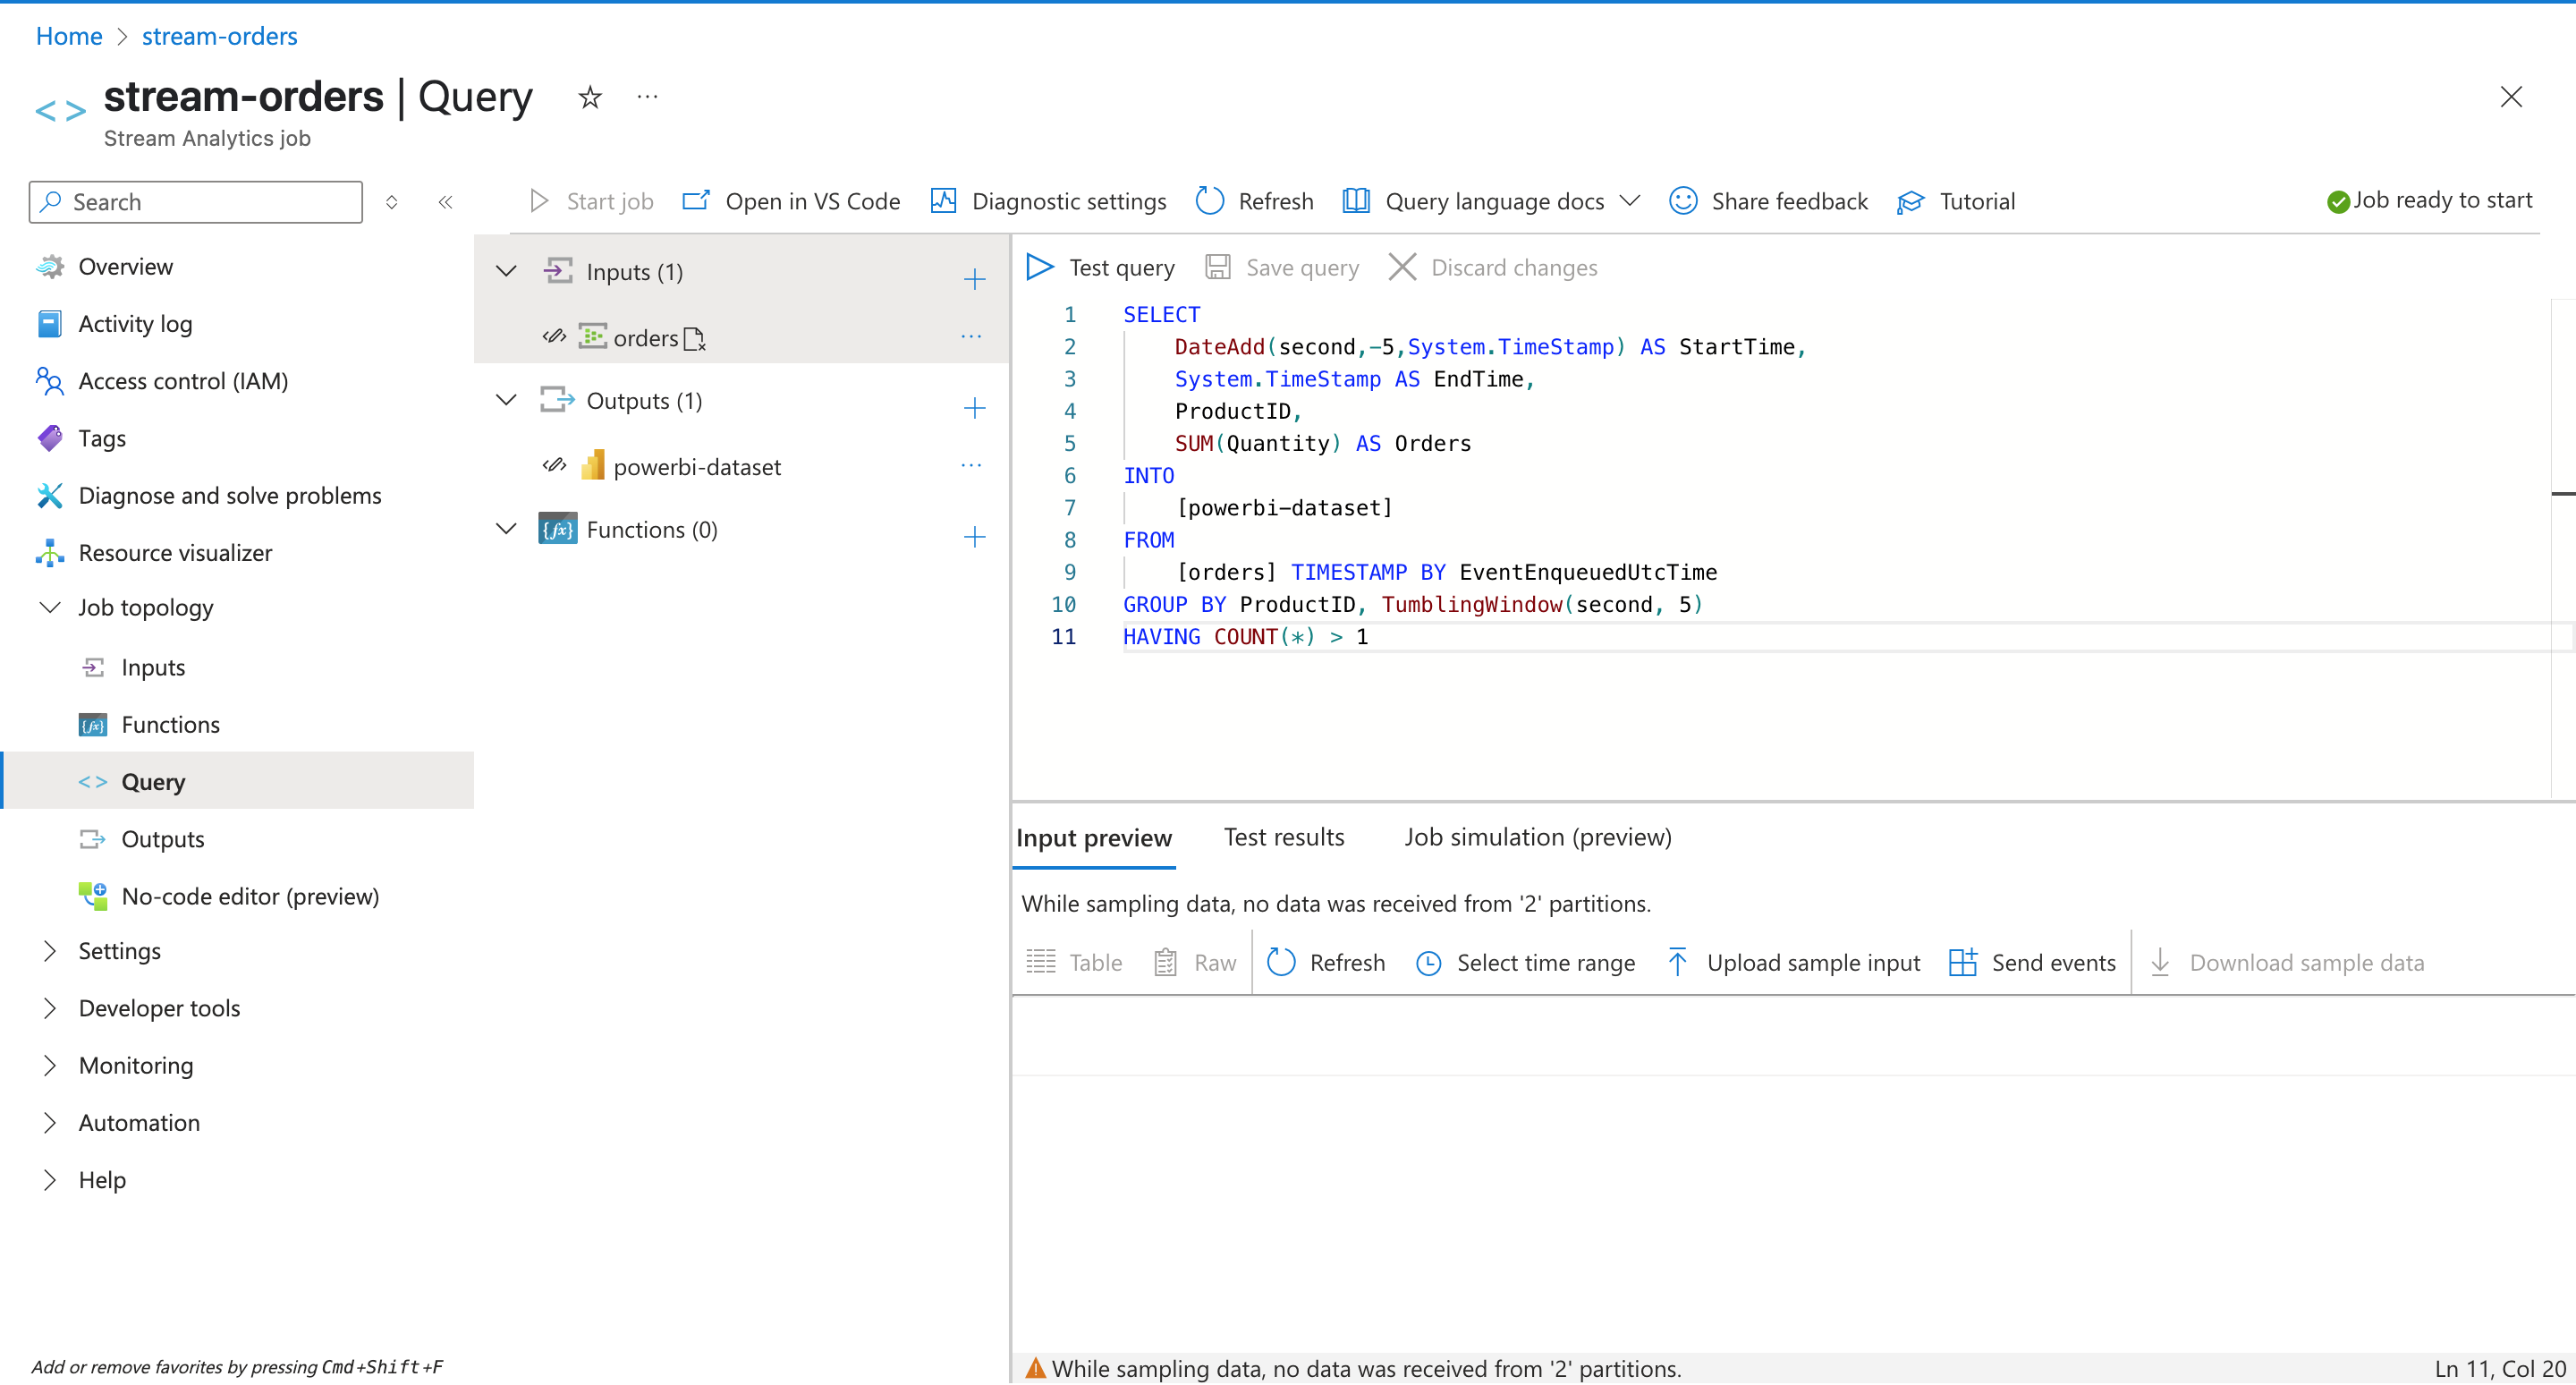 Home > stream-orders
stream-orders | Query
Stream Analytics job
Search
Overview
Activity log
Access control (IAM)
Tags
Diagnose and solve problems
Resource visualizer
Job topology
Inputs
Functions
Query
Outputs
No-code editor (preview)
Settings
Developer tools
Monitoring
Automation
Help
Add or remove favorites by pressing Cmd+Shift+F
Start job Open in VS Code Diagnostic settings Refresh Query language docs Share feedback Tutorial Job ready to start
Inputs (1)
orders
Outputs (1)
powerbi-dataset
{fx} Functions (0)
Test query Save query Discard changes
1 SELECT
2 DateAdd(second,-5,System.TimeStamp) AS StartTime,
3 System.TimeStamp AS EndTime,
4 ProductID,
5 SUM(Quantity) AS Orders
6 INTO
7 [powerbi-dataset]
8 FROM
9 [orders] TIMESTAMP BY EventEnqueuedUtcTime
10 GROUP BY ProductID, TumblingWindow(second, 5)
11 HAVING COUNT(*) > 1
Input preview Test results Job simulation (preview)
While sampling data, no data was received from '2' partitions.
Table Raw Refresh Select time range Upload sample input Send events Download sample data
While sampling data, no data was received from '2' partitions.
Ln 11, Col 20